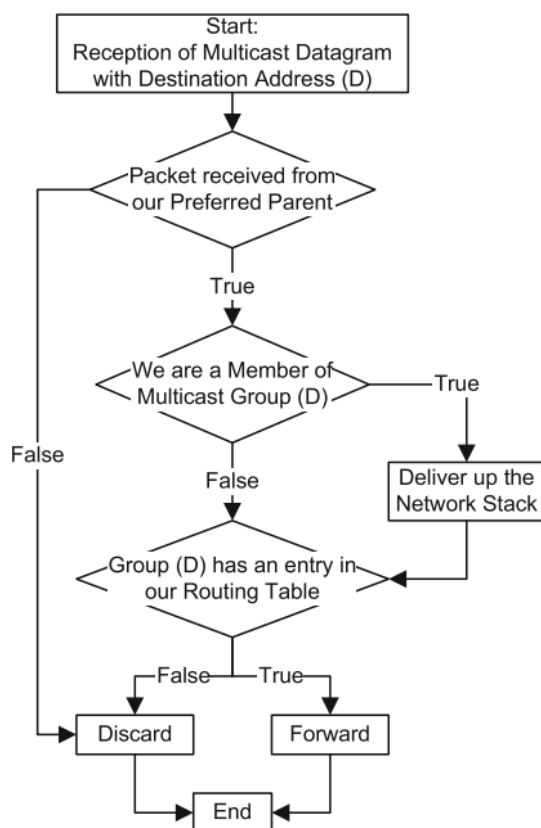 Start:
Reception of Multicast Datagram
with Destination Address (D)
Packet received from
our Preferred Parent
True
We are a Member of
Multicast Group (D)
True
False
False
Deliver up the
Network Stack
Group (D) has an entry in
our Routing Table
False
True
Discard
Forward
End